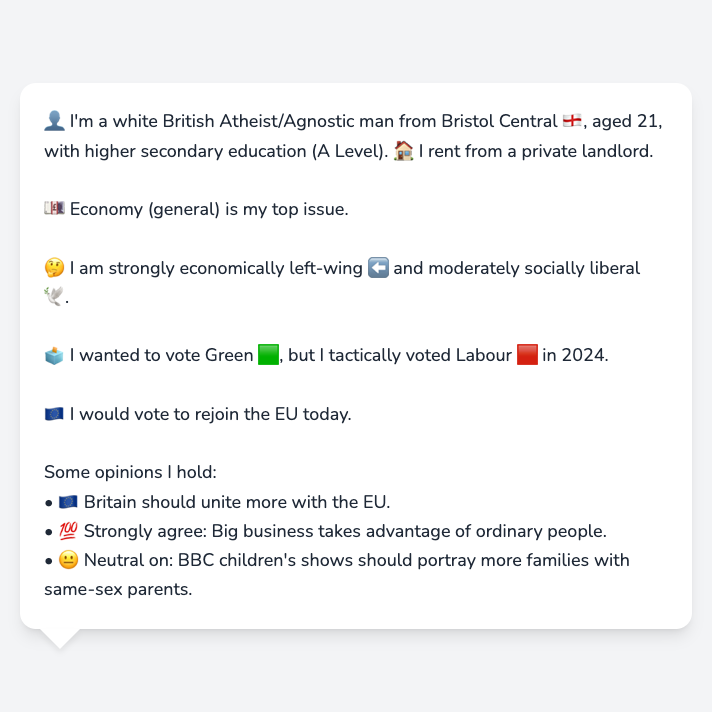 👤 I'm a white British Atheist/Agnostic man from Bristol Central 🏴󠁧󠁢󠁥󠁮󠁧󠁿, aged 21,
with higher secondary education (A Level). 🏠 I rent from a private landlord.
💷 Economy (general) is my top issue.
🤔 I am strongly economically left-wing ⬅️ and moderately socially liberal
🕊️.
🗳️ I wanted to vote Green 🟩, but I tactically voted Labour 🟥 in 2024.
🇪🇺 I would vote to rejoin the EU today.
Some opinions I hold:
• 🇪🇺 Britain should unite more with the EU.
• 💯 Strongly agree: Big business takes advantage of ordinary people.
• 😐 Neutral on: BBC children's shows should portray more families with
same-sex parents.